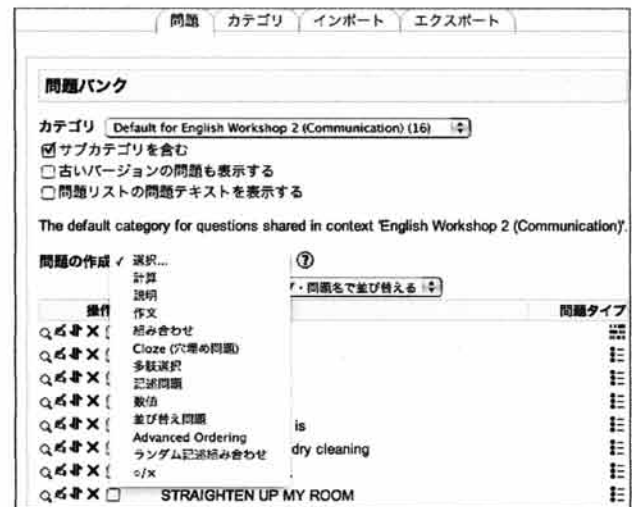 問題 カテゴリ インポート エクスポート
問題バンク
カテゴリ Default for English Workshop 2 (Communication) (16)
サブカテゴリを含む
古いバージョンの問題も表示する
問題リストの問題テキストを表示する
The default category for questions shared in context 'English Workshop 2 (Communication)'.
問題の作成 ✓ 選択...
計算
説明
プ・問題名で並び替える
作文
操作 問題タイプ
組み合わせ
Cloze (穴埋め問題)
多肢選択
記述問題
数値
並び替え問題
is
Advanced Ordering
dry cleaning
ランダム記述組み合わせ
○/×
STRAIGHTEN UP MY ROOM